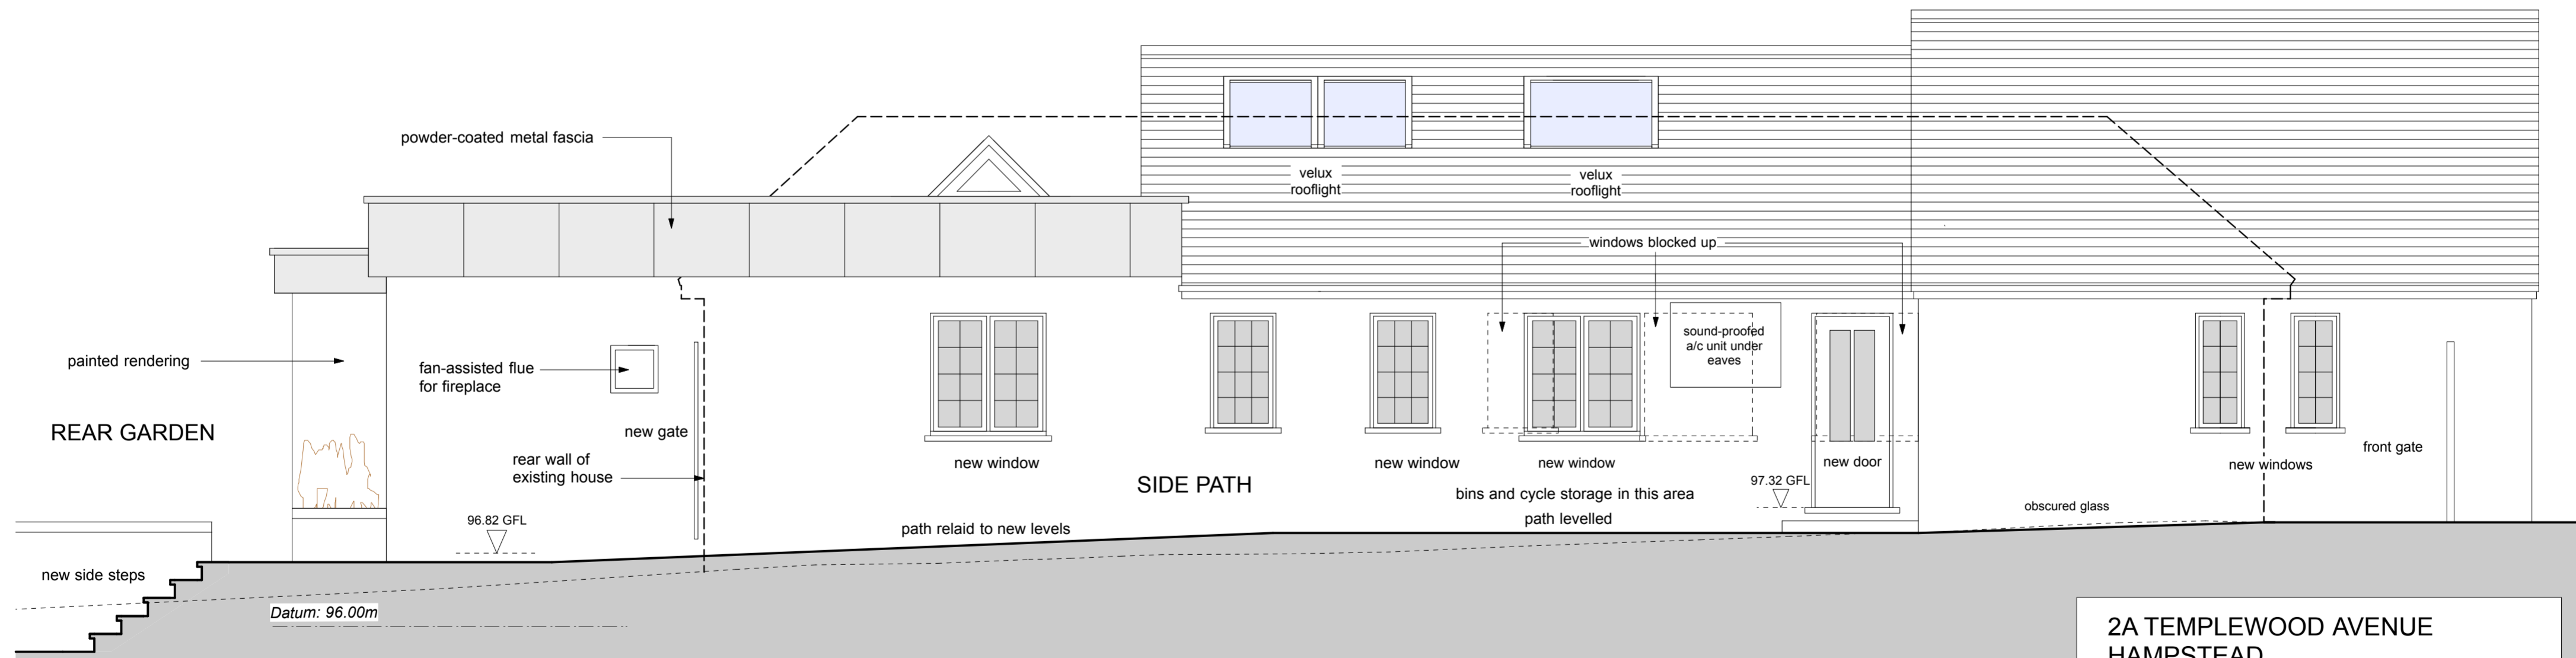 powder-coated metal fascia
velux
rooflight
velux
rooflight
windows blocked up
painted rendering
fan-assisted flue
for fireplace
sound-proofed
a/c unit under
eaves
REAR GARDEN
new gate
rear wall of
existing house
new window
SIDE PATH
new window
new window
new door
new windows
front gate
97.32 GFL
bins and cycle storage in this area
path levelled
obscured glass
96.82 GFL
path relaid to new levels
new side steps
Datum: 96.00m
2A TEMPLEWOOD AVENUE
HAMPSTEAD